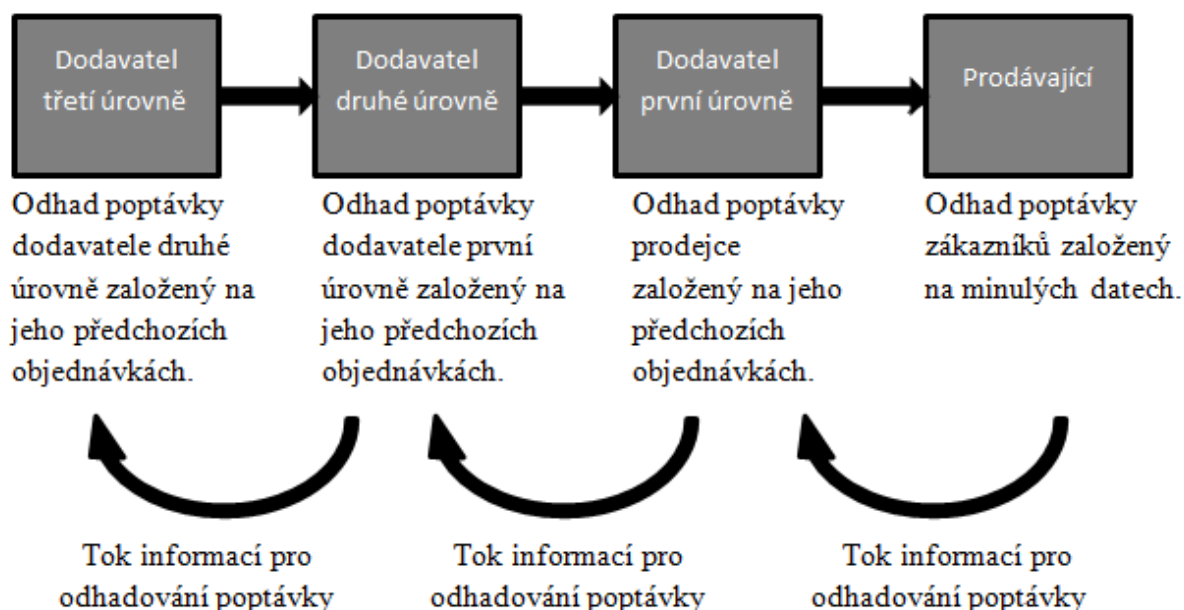 Dodavatel
třetí úrovně
Dodavatel
druhé úrovně
Dodavatel
první úrovně
Prodávající
Odhad poptávky
dodavatele druhé
úrovně založený na
jeho předchozích
objednávkách.
Odhad poptávky
dodavatele první
úrovně založený na
jeho předchozích
objednávkách.
Odhad poptávky
prodejce
založený na jeho
předchozích
objednávkách.
Odhad poptávky
zákazníků založený
na minulých datech.
Tok informací pro
odhadování poptávky
Tok informací pro
odhadování poptávky
Tok informací pro
odhadování poptávky